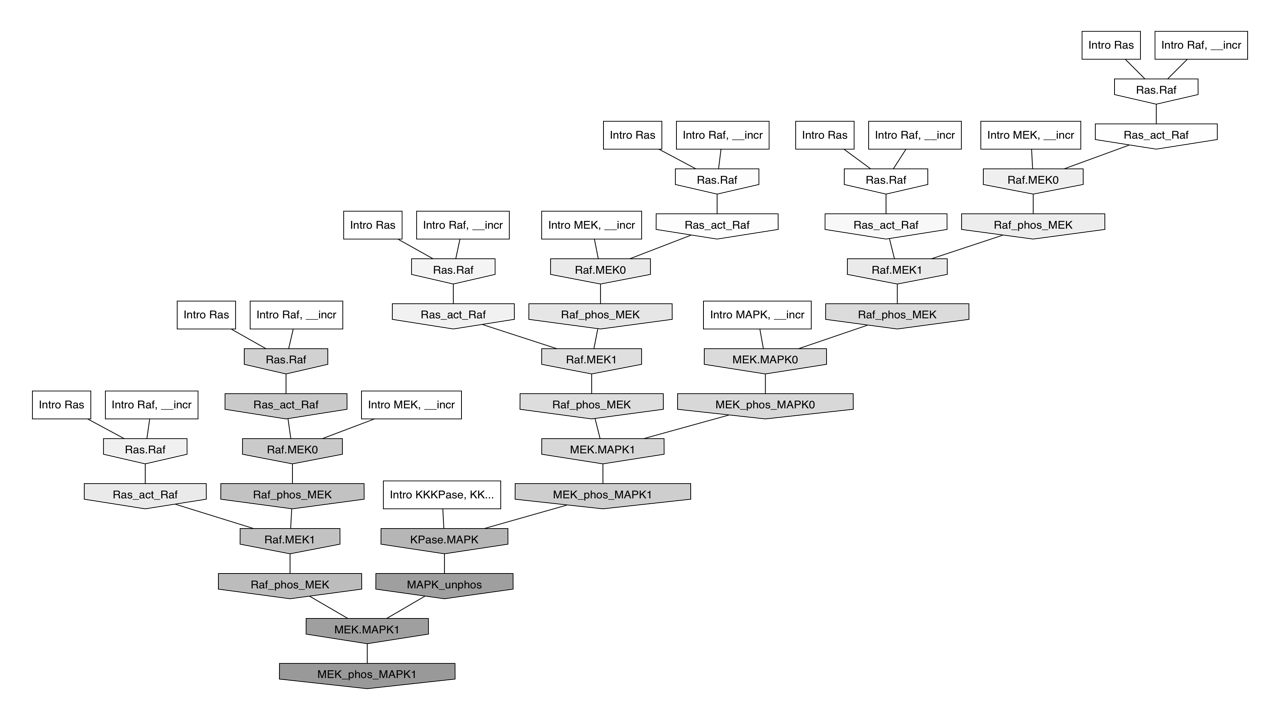 Intro Ras
Intro Raf, __incr
Ras.Raf
Intro Ras
Intro Raf, __incr
Intro Ras
Intro Raf, __incr
Intro MEK, __incr
Ras_act_Raf
Ras.Raf
Ras.Raf
Raf.MEK0
Intro Ras
Intro Raf, __incr
Intro MEK, __incr
Ras_act_Raf
Ras_act_Raf
Raf_phos_MEK
Ras.Raf
Raf.MEK0
Raf.MEK1
Intro Ras
Intro Raf, __incr
Ras_act_Raf
Raf_phos_MEK
Intro MAPK, __incr
Raf_phos_MEK
Ras.Raf
Raf.MEK1
MEK.MAPK0
Intro Ras
Intro Raf, __incr
Ras_act_Raf
Intro MEK, __incr
Raf_phos_MEK
MEK_phos_MAPK0
Ras.Raf
Raf.MEK0
MEK.MAPK1
Ras_act_Raf
Raf_phos_MEK
Intro KKKPase, KK...
MEK_phos_MAPK1
Raf.MEK1
KPase.MAPK
Raf_phos_MEK
MAPK_unphos
MEK.MAPK1
MEK_phos_MAPK1